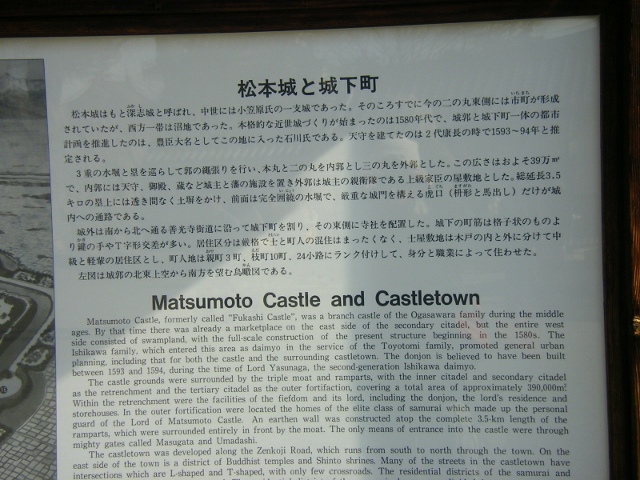 松本城と城下町
松本城はもと深志城と呼ばれ、中世には小笠原氏の一支城であった。そのころすでに今の二の丸東側には市町が形成
されていたが、西方一帯は沼地であった。本格的な近世城づくりが始まったのは1580年代で、城郭と城下町一体の都市
計画を推進したのは、豊臣大名としてこの地に入った石川氏である。天守を建てたのは2代康長の時で1593〜94年と推
定される。
3重の水堀と塁を巡らして郭の縄張りを行い、本丸と二の丸を内郭とし三の丸を外郭とした。この広さはおよそ39万㎡
で、内郭には天守、御殿、蔵など城主と藩の施設を置き外郭は城主の親衛隊である上級家臣の屋敷地とした。総延長3.5
キロの塁上には透き間なく土塀をかけ、前面は完全囲繞の水堀で、厳重な城門を構える虎口(枡形と馬出し)だけが城
内への通路である。
城外は南から北へ通る善光寺街道に沿って城下町を割り、その東側に寺社を配置した。城下の町筋は格子状のものよ
り鍵の手やT字形交差が多い。居住区分は厳格で士と町人の混住はまったくなく、士屋敷地は木戸の内と外に分けて中
級と軽輩の居住区とし、町人地は親町3町、枝町10町、24小路にランク付けして、身分と職業によって住わせた。
左図は城郭の北東上空から南方を望む鳥瞰図である。
Matsumoto Castle and Castletown
Matsumoto Castle, formerly called "Fukashi Castle", was a branch castle of the Ogasawara family during the middle
ages. By that time there was already a marketplace on the east side of the secondary citadel, but the entire west
side consisted of swampland, with the full-scale construction of the present structure beginning in the 1580s. The
Ishikawa family, which entered this area as daimyo in the service of the Toyotomi family, promoted general urban
planning, including that for both the castle and the surrounding castletown. The donjon is believed to have been built
between 1593 and 1594, during the time of Lord Yasunaga, the second-generation Ishikawa daimyo.
The castle grounds were surrounded by the triple moat and ramparts, with the inner citadel and secondary citadel
as the retrenchment and the tertiary citadel as the outer fortification, covering a total area of approximately 390,000㎡.
Within the retrenchment were the facilities of the fiefdom and its lord, including the donjon, the lord's residence and
storehouses. In the outer fortification were located the homes of the elite class of samurai which made up the personal
guard of the Lord of Matsumoto Castle. An earthen wall was constructed atop the complete 3.5-km length of the
ramparts, which were surrounded entirely in front by the moat. The only means of entrance into the castle were through
mighty gates called Masugata and Umadashi.
The castletown was developed along the Zenkoji Road, which runs from south to north through the town. On the
east side of the town is a district of Buddhist temples and Shinto shrines. Many of the streets in the castletown have
intersections which are L-shaped and T-shaped, with only few crossroads. The residential districts of the samurai and